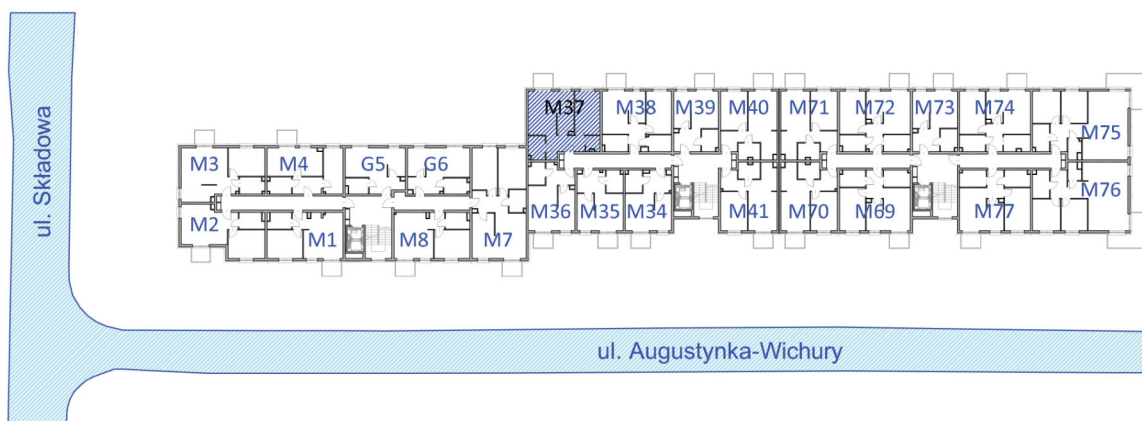 ul. Składowa
M37 M38 M39 M40 M71 M72 M73 M74 M75
M3 M4 G5 G6
M2 M1 M8 M7 M36 M35 M34 M41 M70 M69 M77 M76
ul. Augustynka-Wichury